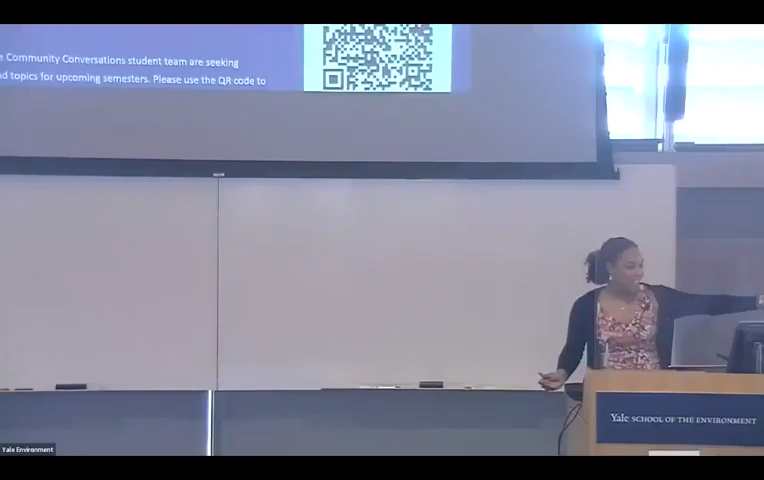 e Community Conversations student team are seeking
nd topics for upcoming semesters. Please use the QR code to
Yale SCHOOL OF THE ENVIRONMENT
Yale Environment